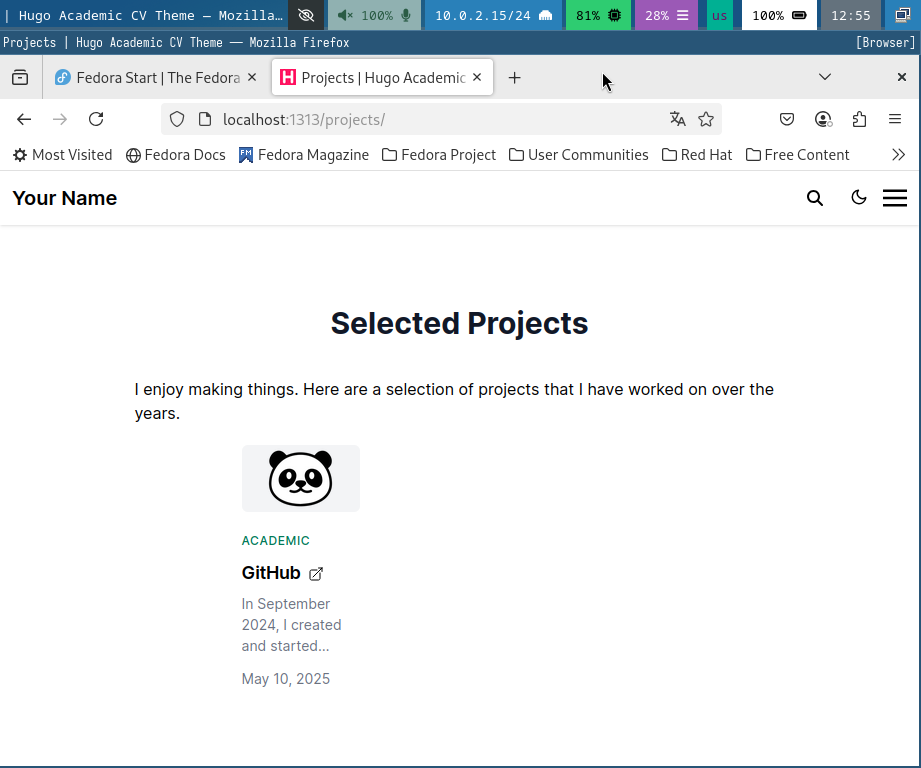 | Hugo Academic CV Theme — Mozilla… 100% 10.0.2.15/24 81% 28% us 100% 12:55
Projects | Hugo Academic CV Theme — Mozilla Firefox [Browser]
Fedora Start | The Fedora Projects | Hugo Academic
localhost:1313/projects/
Most Visited Fedora Docs Fedora Magazine Fedora Project User Communities Red Hat Free Content
Your Name
Selected Projects
I enjoy making things. Here are a selection of projects that I have worked on over the
years.
ACADEMIC
GitHub
In September
2024, I created
and started...
May 10, 2025